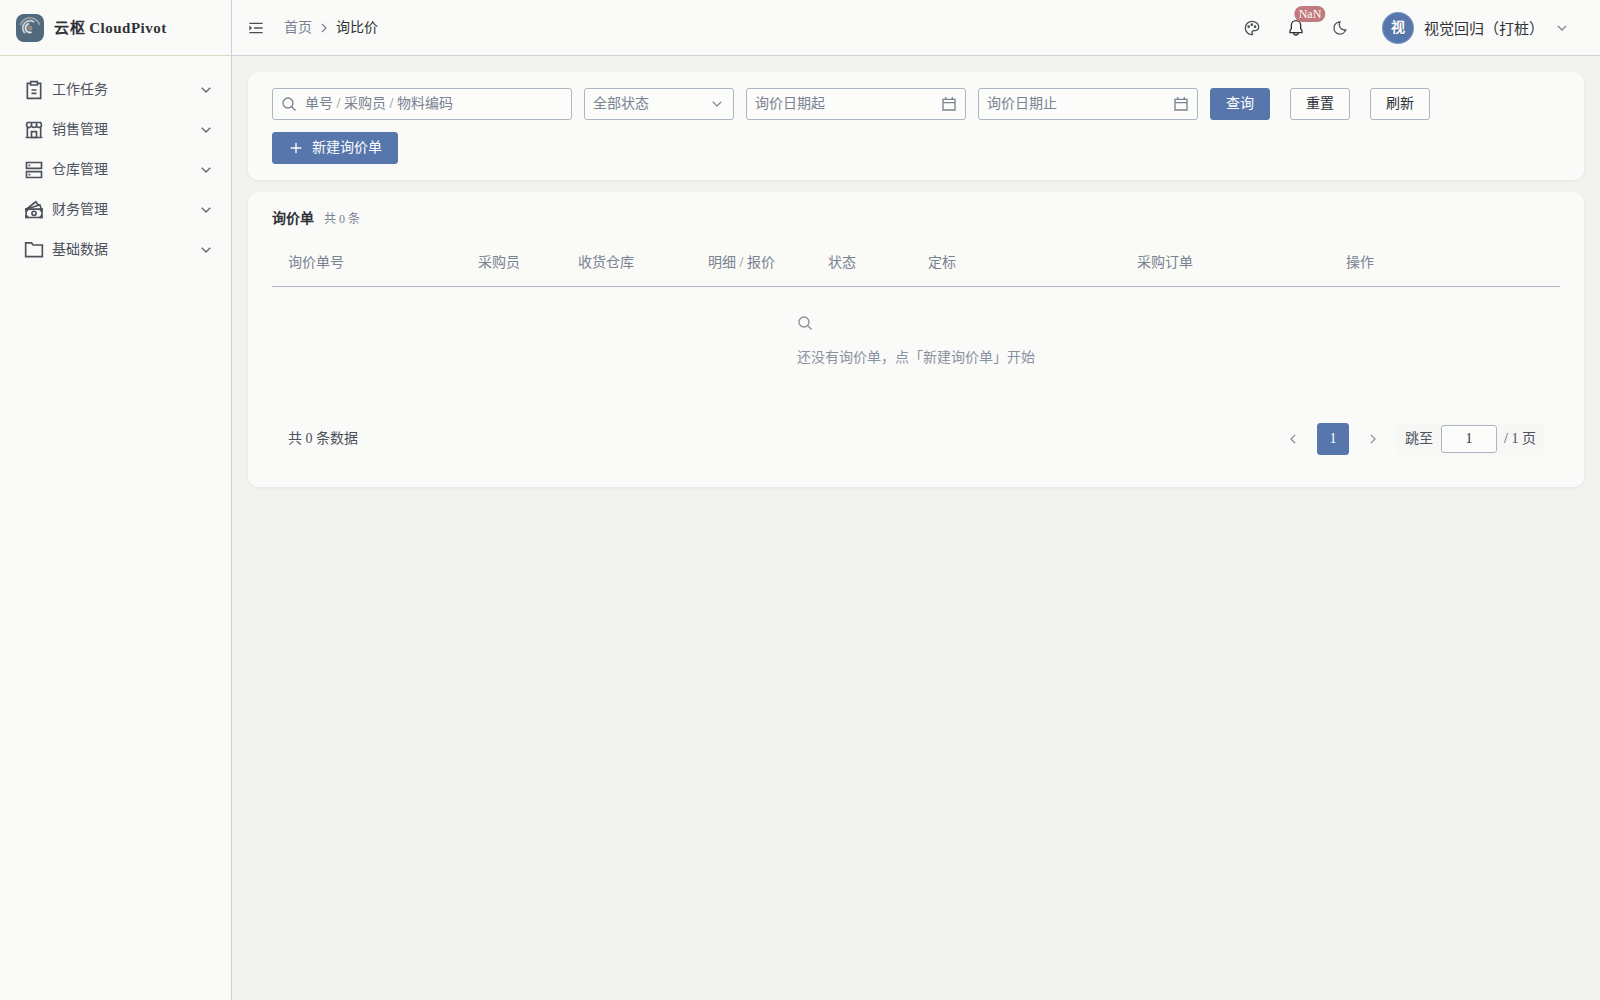 云枢 CloudPivot
首页 询比价
NaN
视 视觉回归（打桩）
工作任务
销售管理
仓库管理
财务管理
基础数据
单号 / 采购员 / 物料编码 全部状态 询价日期起 询价日期止 查询 重置 刷新
新建询价单
询价单 共 0 条
询价单号 采购员 收货仓库 明细 / 报价 状态 定标 采购订单 操作
还没有询价单，点「新建询价单」开始
共 0 条数据 1 跳至 1 / 1 页